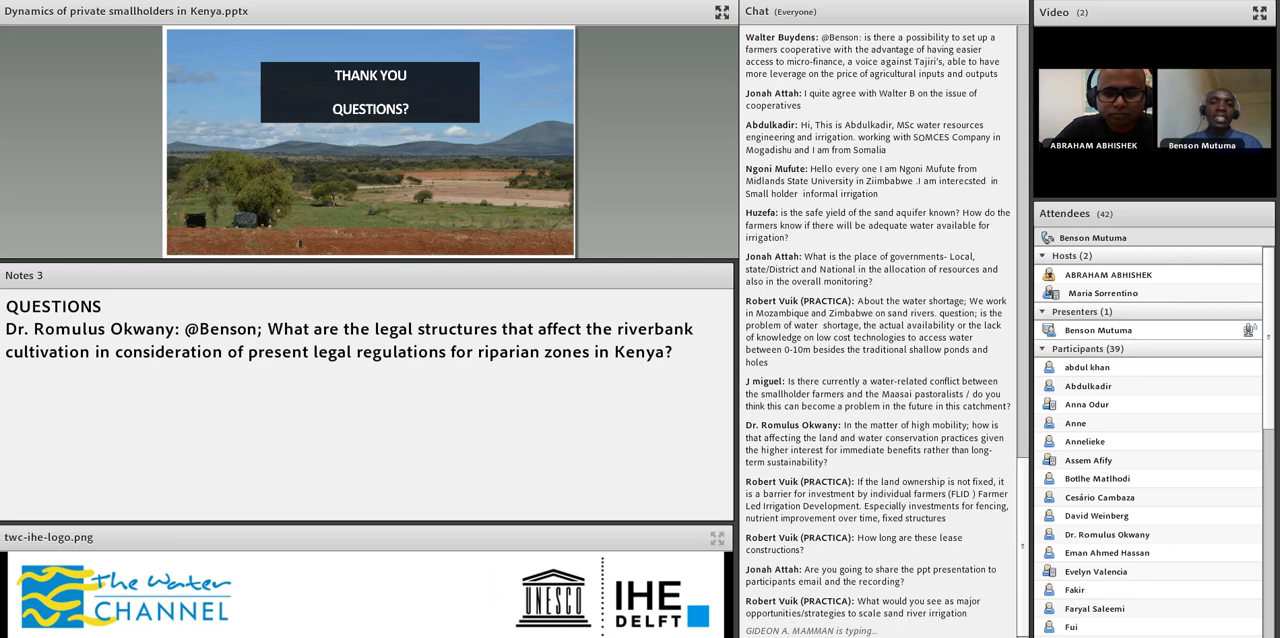 Dynamics of private smallholders in Kenya.pptx
THANK YOU
QUESTIONS?
Notes 3
QUESTIONS
Dr. Romulus Okwany: @Benson; What are the legal structures that affect the riverbank
cultivation in consideration of present legal regulations for riparian zones in Kenya?
twc-ihe-logo.png
The Water
CHANNEL
UNESCO
IHE
DELFT
Chat (Everyone)
Walter Buydens: @Benson: is there a possibility to set up a
farmers cooperative with the advantage of having easier
access to micro-finance, a voice against Tajiri's, able to have
more leverage on the price of agricultural inputs and outputs
Jonah Attah: I quite agree with Walter B on the issue of
cooperatives
Abdulkadir: Hi, This is Abdulkadir, MSc water resources
engineering and irrigation. working with SOMCES Company in
Mogadishu and I am from Somalia
Ngoni Mufute: Hello every one I am Ngoni Mufute from
Midlands State University in Ziimbabwe .I am interecsted in
Small holder informal irrigation
Huzefa: is the safe yield of the sand aquifer known? How do the
farmers know if there will be adequate water available for
irrigation?
Jonah Attah: What is the place of governments- Local,
state/District and National in the allocation of resources and
also in the overall monitoring?
Robert Vuik (PRACTICA): About the water shortage; We work
in Mozambique and Zimbabwe on sand rivers. question; is the
problem of water shortage, the actual availability or the lack
of knowledge on low cost technologies to access water
between 0-10m besides the traditional shallow ponds and
holes
J miguel: Is there currently a water-related conflict between
the smallholder farmers and the Maasai pastoralists / do you
think this can become a problem in the future in this catchment?
Dr. Romulus Okwany: In the matter of high mobility; how is
that affecting the land and water conservation practices given
the higher interest for immediate benefits rather than long-
term sustainability?
Robert Vuik (PRACTICA): If the land ownership is not fixed, it
is a barrier for investment by individual farmers (FLID ) Farmer
Led Irrigation Development. Especially investments for fencing,
nutrient improvement over time, fixed structures
Robert Vuik (PRACTICA): How long are these lease
constructions?
Jonah Attah: Are you going to share the ppt presentation to
participants email and the recording?
Robert Vuik (PRACTICA): What would you see as major
opportunities/strategies to scale sand river irrigation
GIDEON A. MAMMAN is typing...
Video (2)
ABRAHAM ABHISHEK
Benson Mutuma
Attendees (42)
Benson Mutuma
Hosts (2)
ABRAHAM ABHISHEK
Maria Sorrentino
Presenters (1)
Benson Mutuma
Participants (39)
abdul khan
Abdulkadir
Anna Odur
Anne
Annelieke
Assem Afify
Botlhe Matlhodi
Cesário Cambaza
David Weinberg
Dr. Romulus Okwany
Eman Ahmed Hassan
Evelyn Valencia
Fakir
Faryal Saleemi
Fui